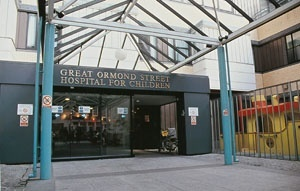 GREAT ORMOND STREET
HOSPITAL FOR CHILDREN